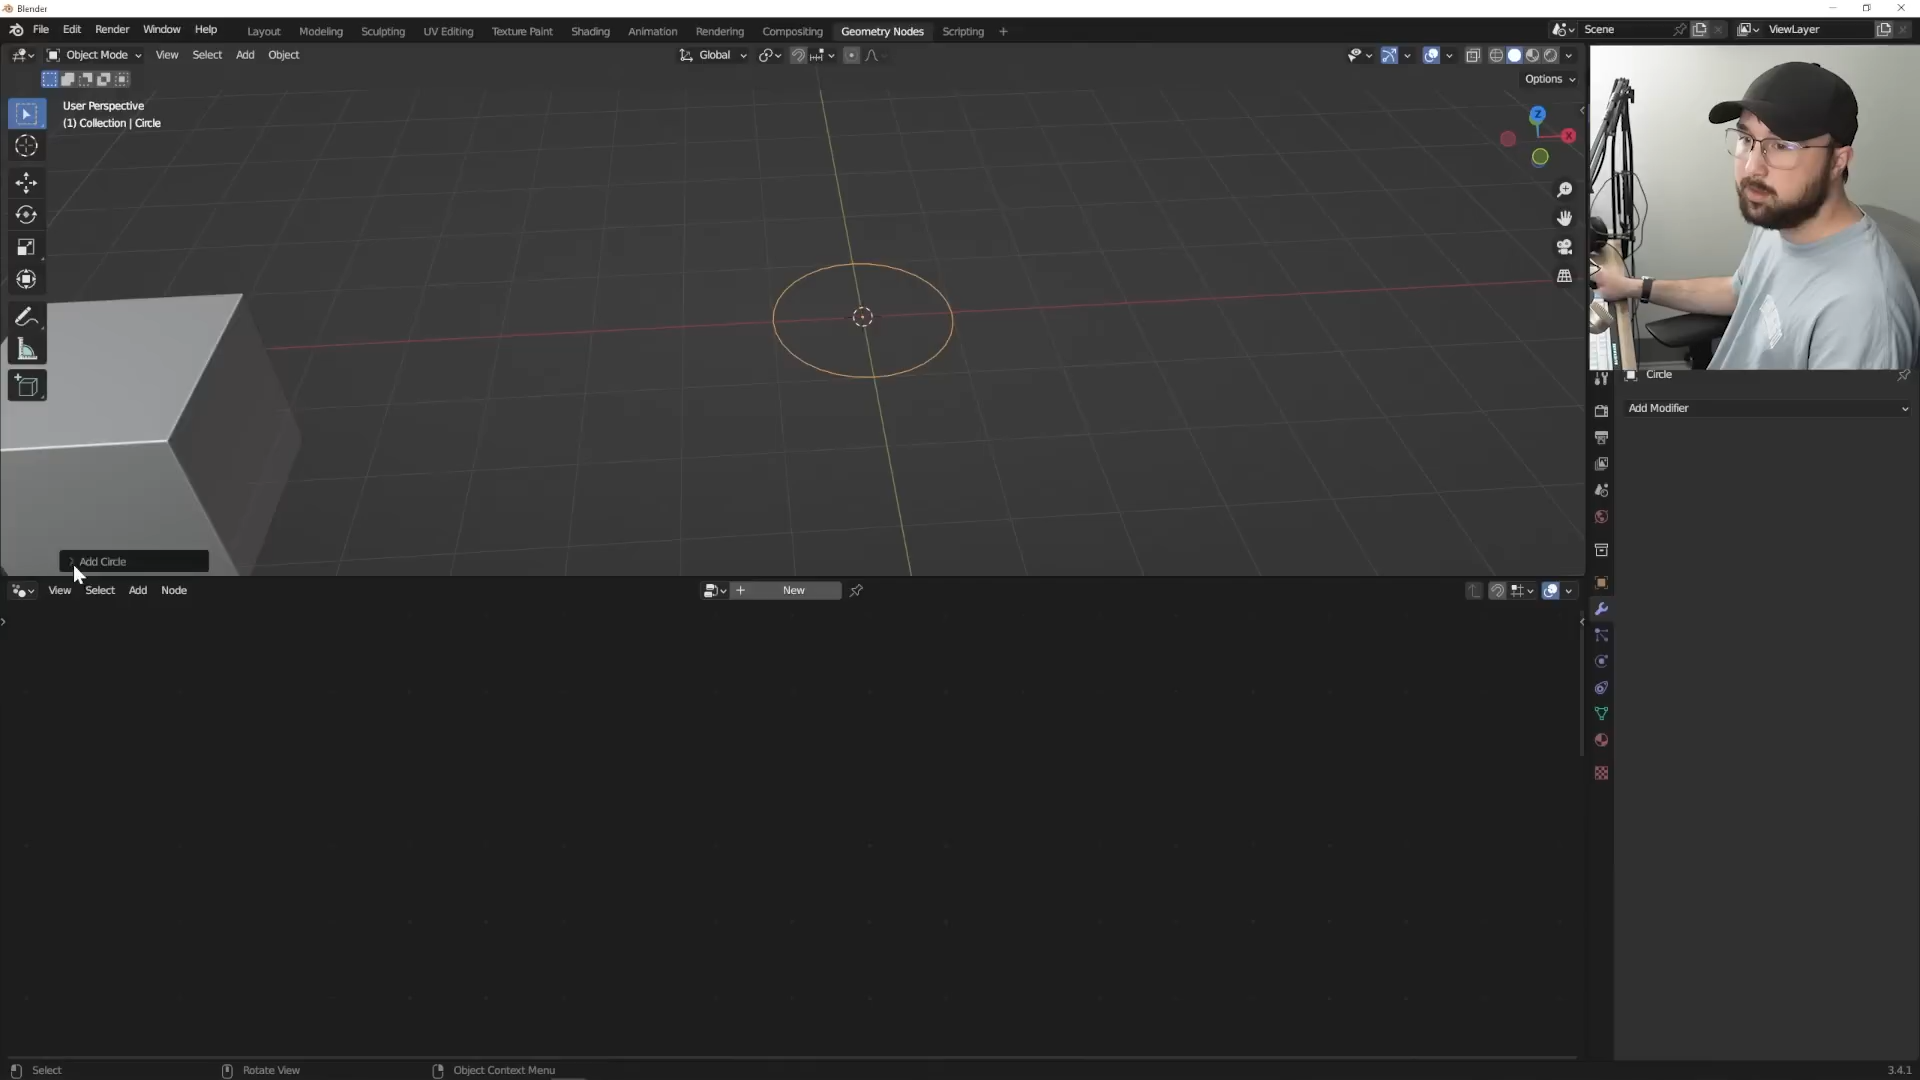 Blender
File Edit Render Window Help Layout Modeling Sculpting UV Editing Texture Paint Shading Animation Rendering Compositing Geometry Nodes Scripting + Scene ViewLayer
Object Mode View Select Add Object Global
Options
User Perspective
(1) Collection | Circle
Z
X
Circle
Add Modifier
Add Circle
View Select Add Node New
Select Rotate View Object Context Menu 3.4.1